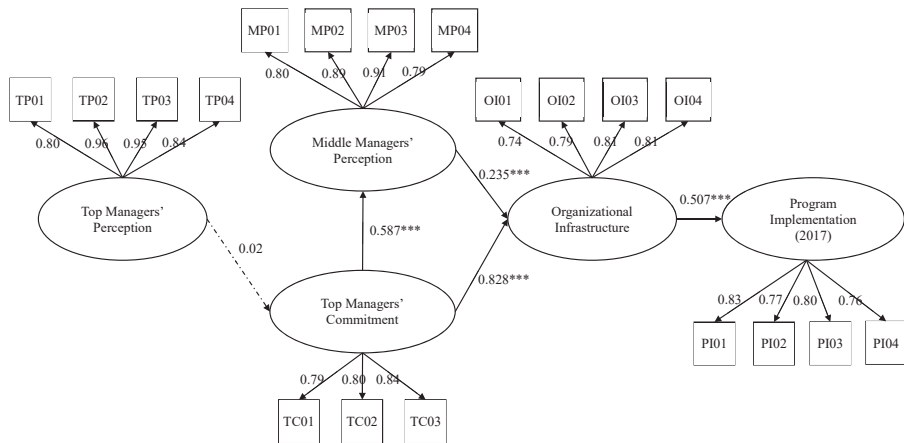 MP01 MP02 MP03 MP04
0.80 0.89 0.91 0.79
TP01 TP02 TP03 TP04
0.80 0.96 0.95 0.84
OI01 OI02 OI03 OI04
0.74 0.79 0.81 0.81
Middle Managers’
Perception
0.235***
Top Managers’
Perception
0.587***
0.02
Organizational
Infrastructure
0.507***
Program
Implementation
(2017)
0.828***
Top Managers’
Commitment
0.83 0.77 0.80 0.76
PI01 PI02 PI03 PI04
0.79 0.80 0.84
TC01 TC02 TC03